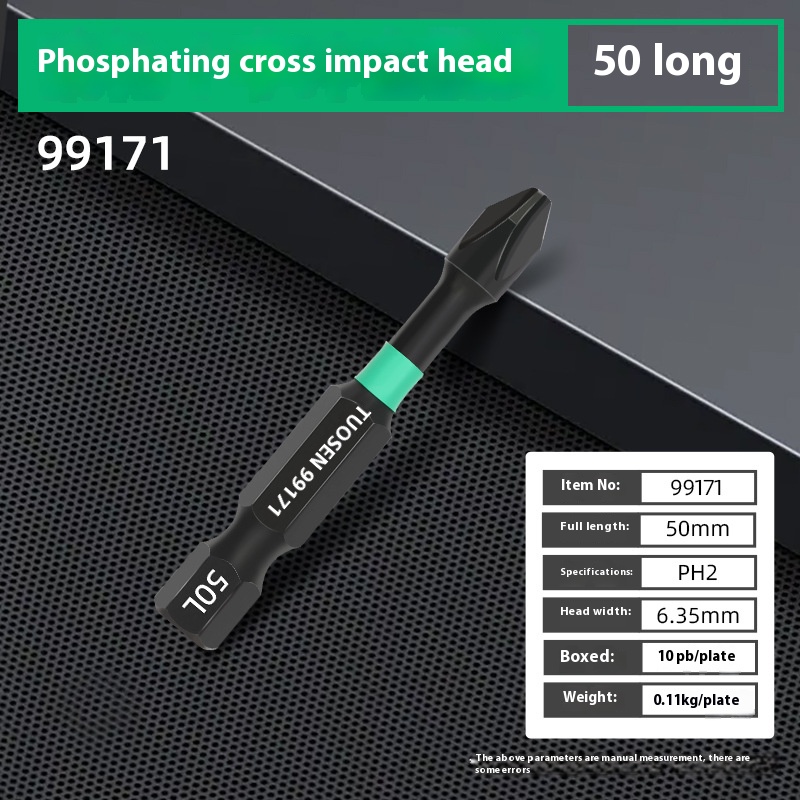 Phosphating cross impact head
50 long
99171
TUOSEN 99171
50L
Item No: 99171
Full length: 50mm
Specifications: PH2
Head width: 6.35mm
Boxed: 10 pb/plate
Weight: 0.11kg/plate
*The above parameters are manual measurement, there are
some errors